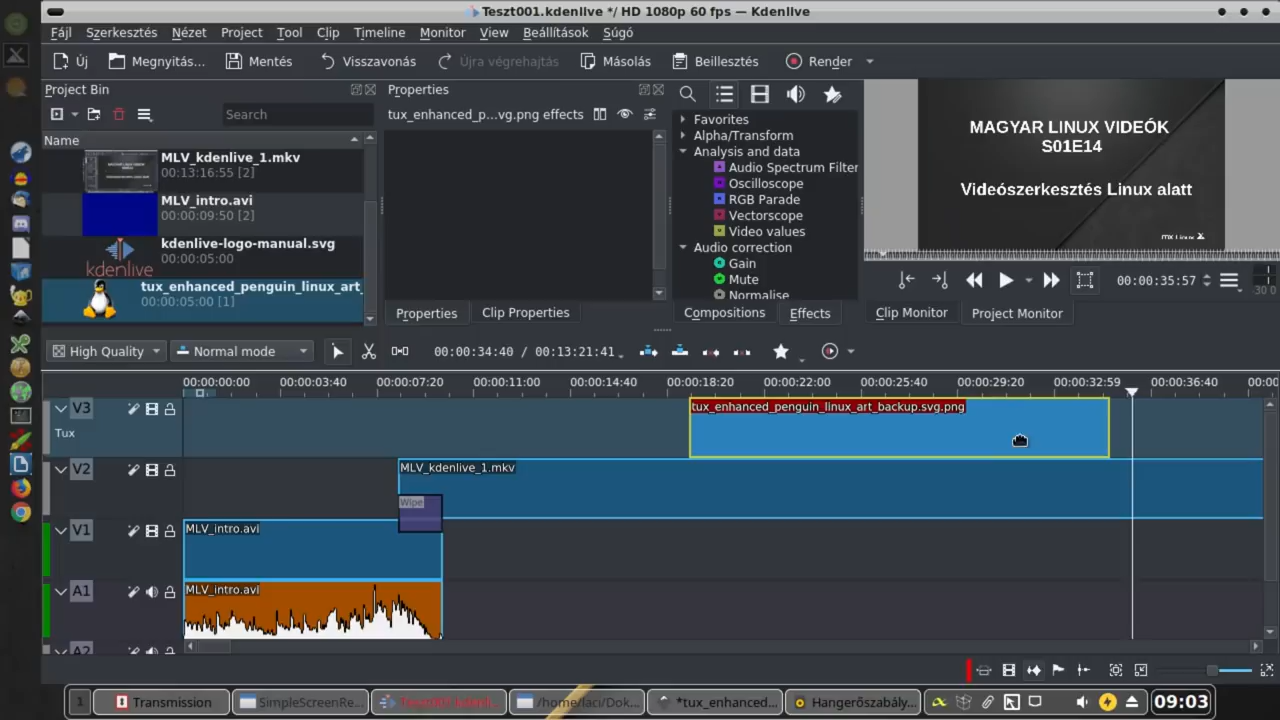 Teszt001.kdenlive */ HD 1080p 60 fps — Kdenlive
Fájl Szerkesztés Nézet Project Tool Clip Timeline Monitor View Beállítások Súgó
Új Megnyitás... Mentés Visszavonás Újra végrehajtás Másolás Beillesztés Render
Project Bin
Search
Name
MLV_kdenlive_1.mkv
00:13:16:55 [2]
MLV_intro.avi
00:00:09:50 [2]
kdenlive-logo-manual.svg
00:00:05:00
kdenlive
tux_enhanced_penguin_linux_art_
00:00:05:00 [1]
Properties
tux_enhanced_p...vg.png effects
Properties Clip Properties
Favorites
Alpha/Transform
Analysis and data
Audio Spectrum Filter
Oscilloscope
RGB Parade
Vectorscope
Video values
Audio correction
Gain
Mute
Normalise
Compositions Effects
MAGYAR LINUX VIDEÓK
S01E14
Videószerkesztés Linux alatt
mx Linux
00:00:35:57
-30 0
Clip Monitor Project Monitor
High Quality Normal mode 00:00:34:40 / 00:13:21:41
00:00:00:00 00:00:03:40 00:00:07:20 00:00:11:00 00:00:14:40 00:00:18:20 00:00:22:00 00:00:25:40 00:00:29:20 00:00:32:59 00:00:36:40 00:00
V3
Tux
tux_enhanced_penguin_linux_art_backup.svg.png
V2
MLV_kdenlive_1.mkv
Wipe
V1
MLV_intro.avi
A1
MLV_intro.avi
A2
1 Transmission SimpleScreenRe... Teszt001.kdenli... /home/laci/Dok... *tux_enhanced... Hangerőszabály... 09:03